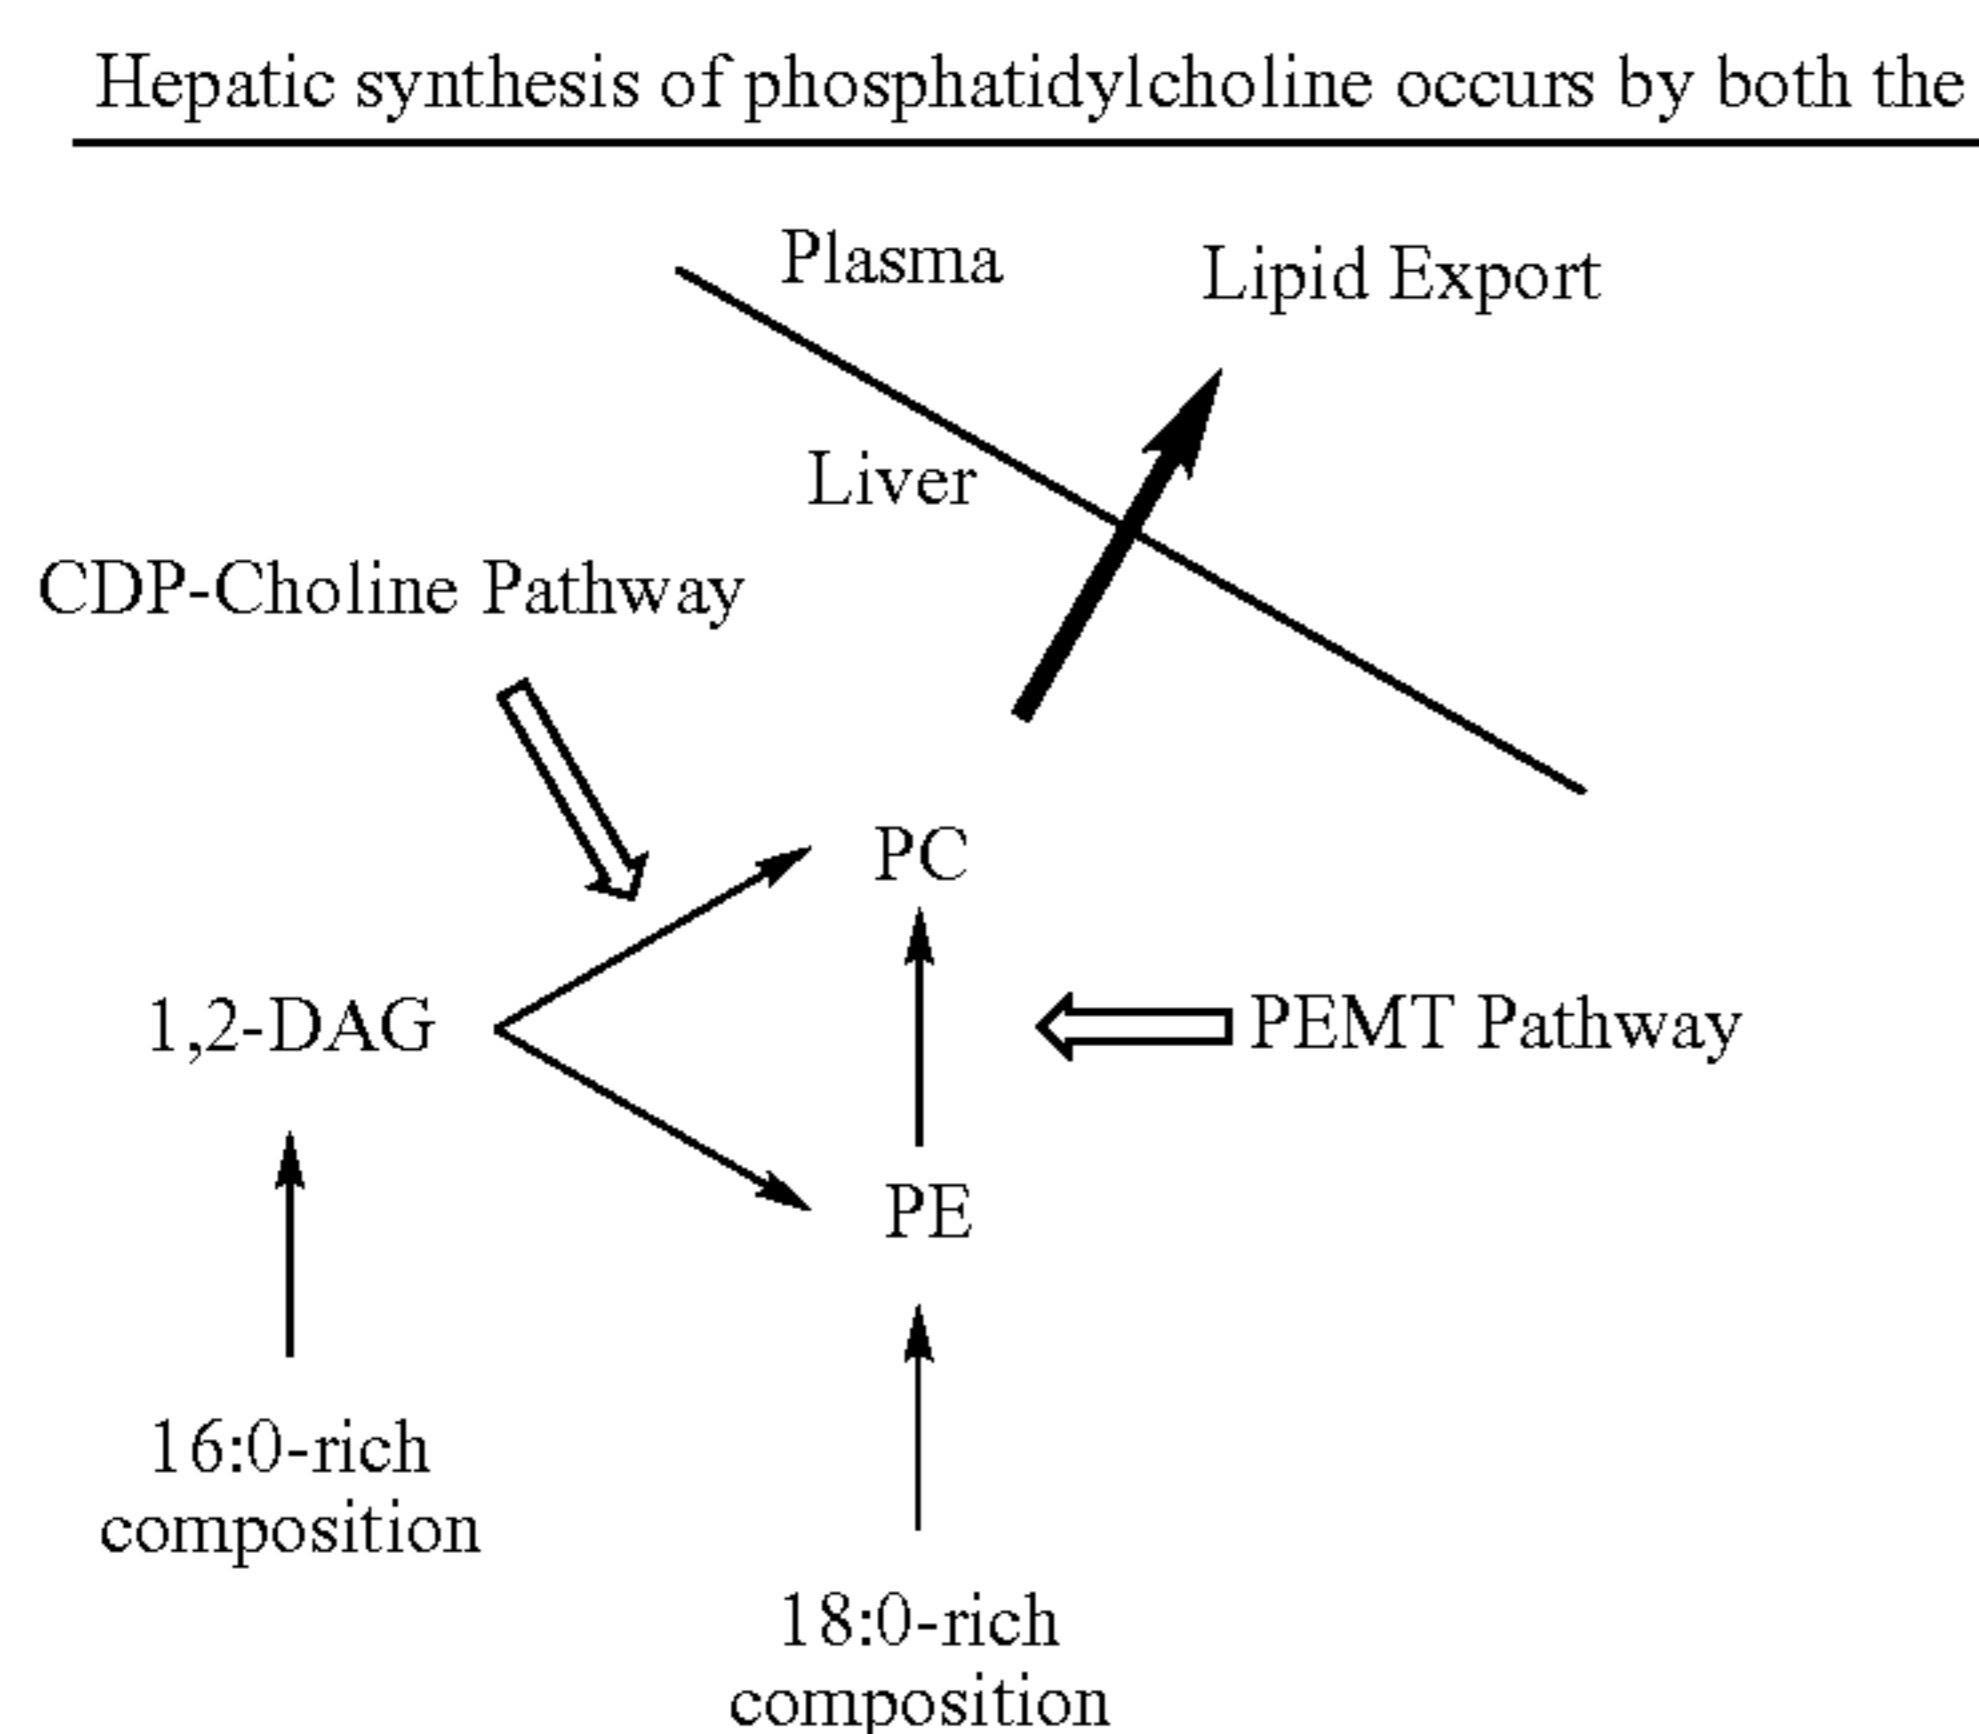 Hepatic synthesis of phosphatidylcholine occurs by both the
Plasma
Lipid Export
Liver
CDP-Choline Pathway
PC
1,2-DAG
PEMT Pathway
PE
16:0-rich
composition
18:0-rich
composition